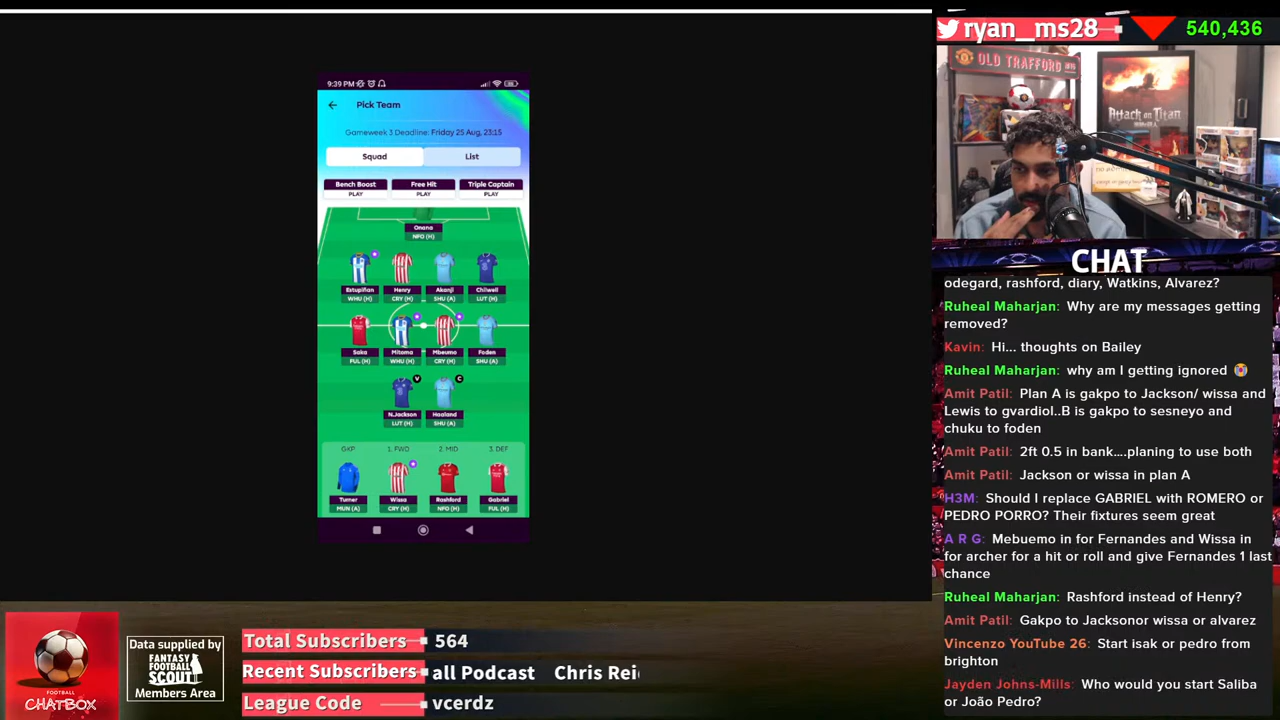 9:39 PM
Pick Team
Gameweek 3 Deadline: Friday 25 Aug, 23:15
Squad
List
Bench Boost
PLAY
Free Hit
PLAY
Triple Captain
PLAY
Onana
NFO (H)
Estupiñan
WHU (H)
Henry
CRY (H)
Akanji
SHU (A)
Chilwell
LUT (H)
Saka
FUL (H)
Mitoma
WHU (H)
Mbeumo
CRY (H)
Foden
SHU (A)
V
C
N.Jackson
LUT (H)
Haaland
SHU (A)
GKP
1. FWD
2. MID
3. DEF
Turner
MUN (A)
Wissa
CRY (H)
Rashford
NFO (H)
Gabriel
FUL (H)
ryan_ms28
540,436
OLD TRAFFORD
Attack on Titan
CHAT
odegard, rashford, diary, Watkins, Alvarez?
Ruheal Maharjan: Why are my messages getting
removed?
Kavin: Hi... thoughts on Bailey
Ruheal Maharjan: why am I getting ignored
Amit Patil: Plan A is gakpo to Jackson/ wissa and
Lewis to gvardiol..B is gakpo to sesneyo and
chuku to foden
Amit Patil: 2ft 0.5 in bank....planing to use both
Amit Patil: Jackson or wissa in plan A
H3M: Should I replace GABRIEL with ROMERO or
PEDRO PORRO? Their fixtures seem great
A R G: Mebuemo in for Fernandes and Wissa in
for archer for a hit or roll and give Fernandes 1 last
chance
Ruheal Maharjan: Rashford instead of Henry?
Amit Patil: Gakpo to Jacksonor wissa or alvarez
Vincenzo YouTube 26: Start isak or pedro from
brighton
Jayden Johns-Mills: Who would you start Saliba
or João Pedro?
FOOTBALL
CHATBOX
Data supplied by
FANTASY
FOOTBALL
SCOUT
Members Area
Total Subscribers 564
Recent Subscribers all Podcast Chris Rei
League Code vcerdz